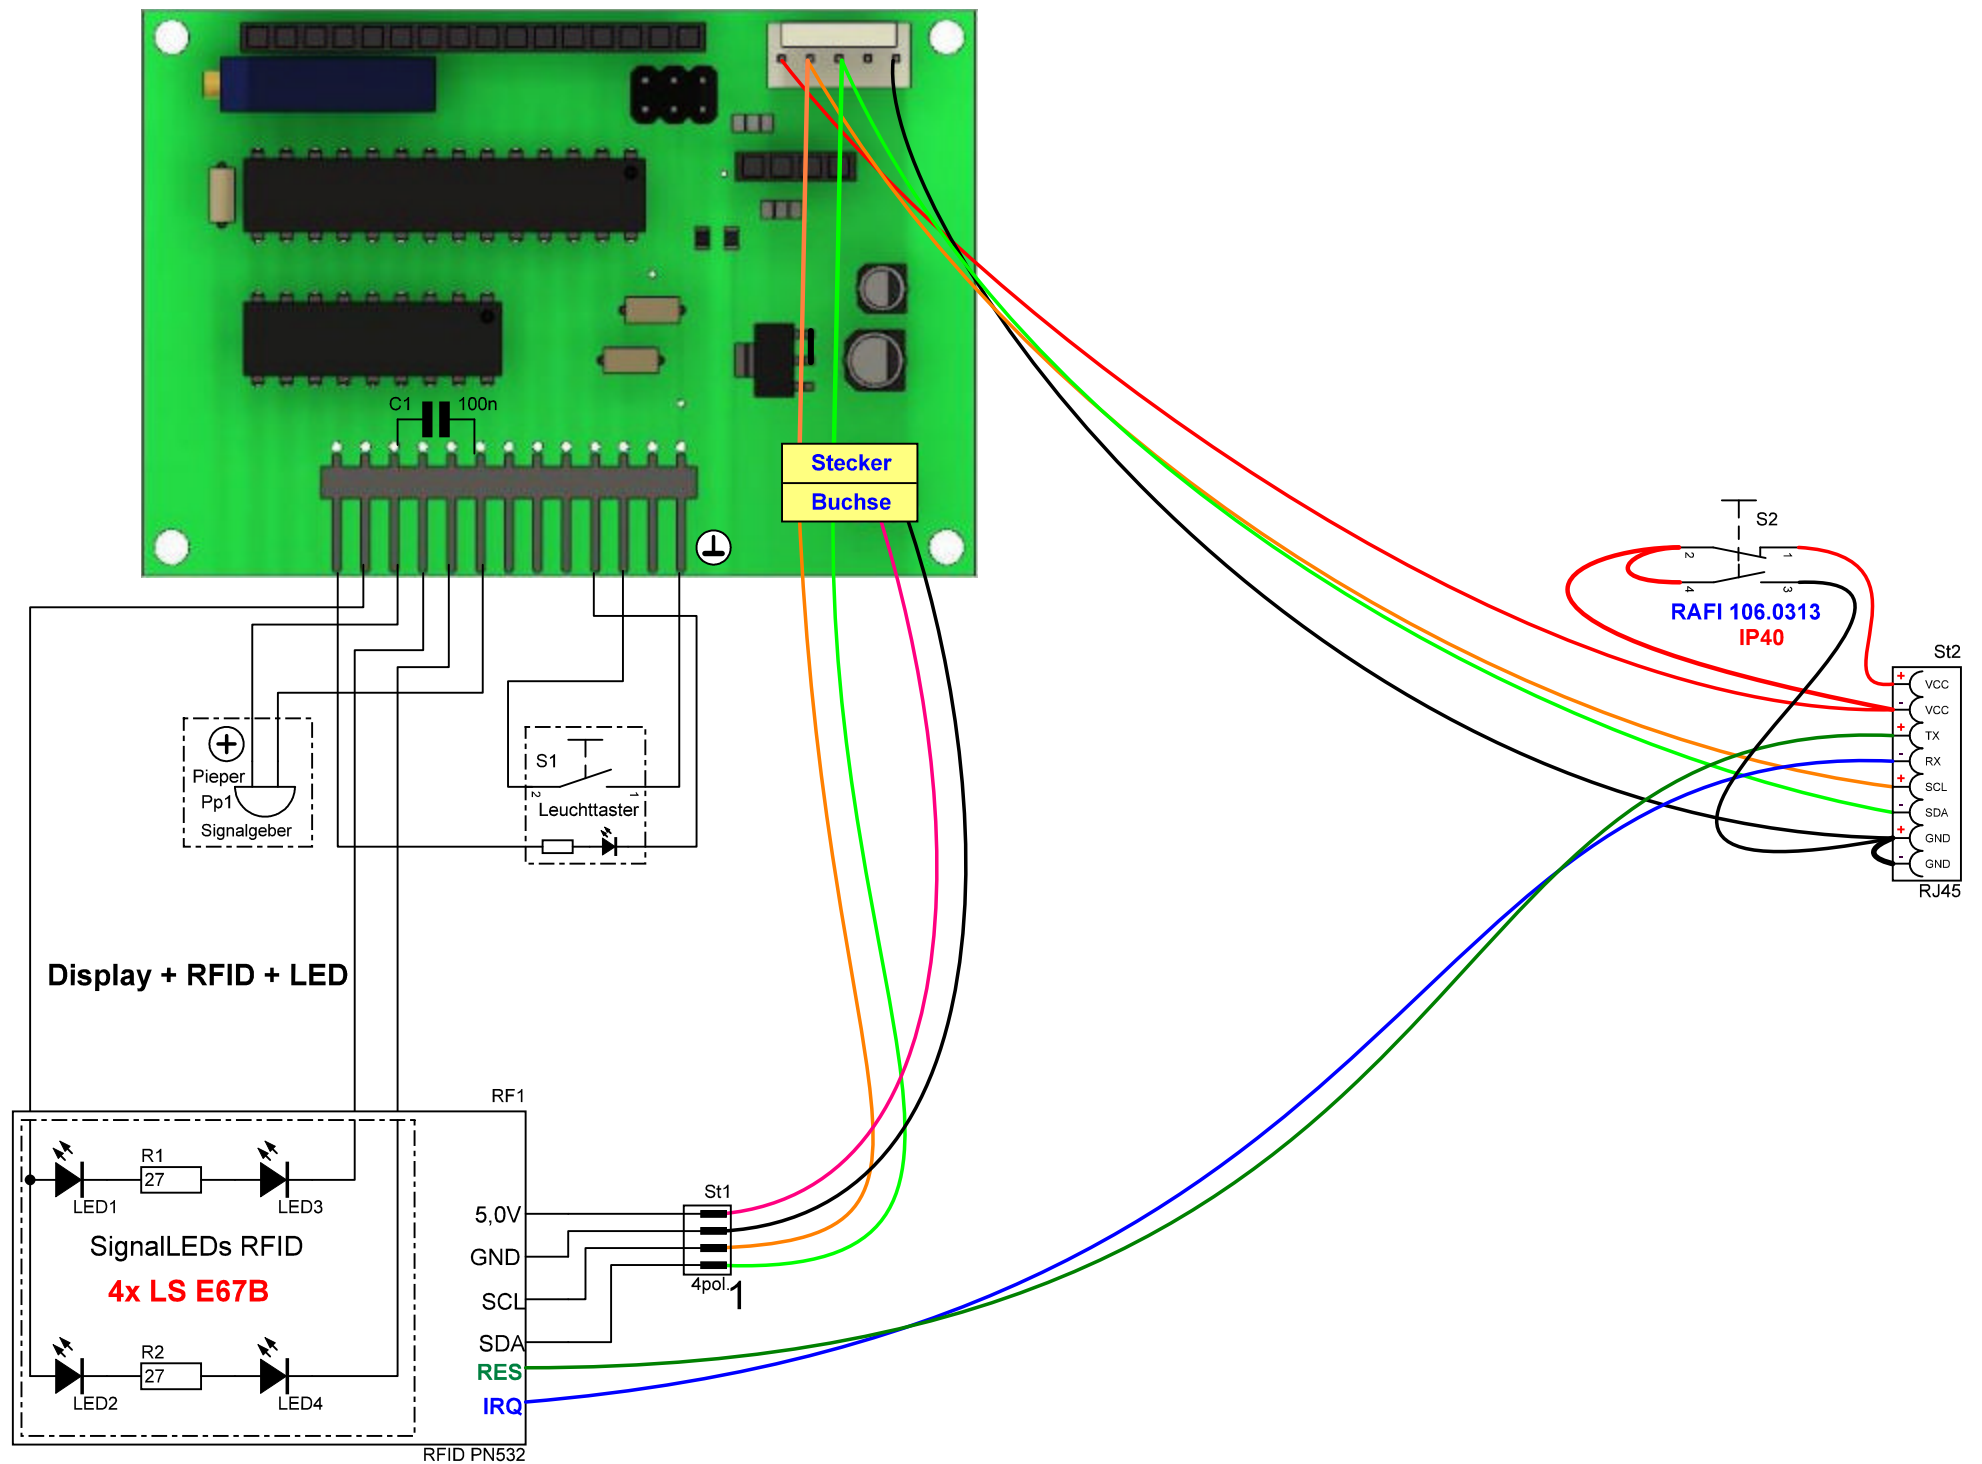 C1
100n
Stecker
Buchse
S2
2
1
4
3
RAFI 106.0313
IP40
St2
+
VCC
-
VCC
+
TX
-
RX
+
SCL
-
SDA
+
GND
-
GND
RJ45
+
Pieper
Pp1
Signalgeber
S1
2
1
Leuchttaster
Display + RFID + LED
RF1
R1
27
LED1
LED3
SignalLEDs RFID
4x LS E67B
R2
27
LED2
LED4
5,0V
GND
SCL
SDA
RES
IRQ
RFID PN532
St1
4pol.
1